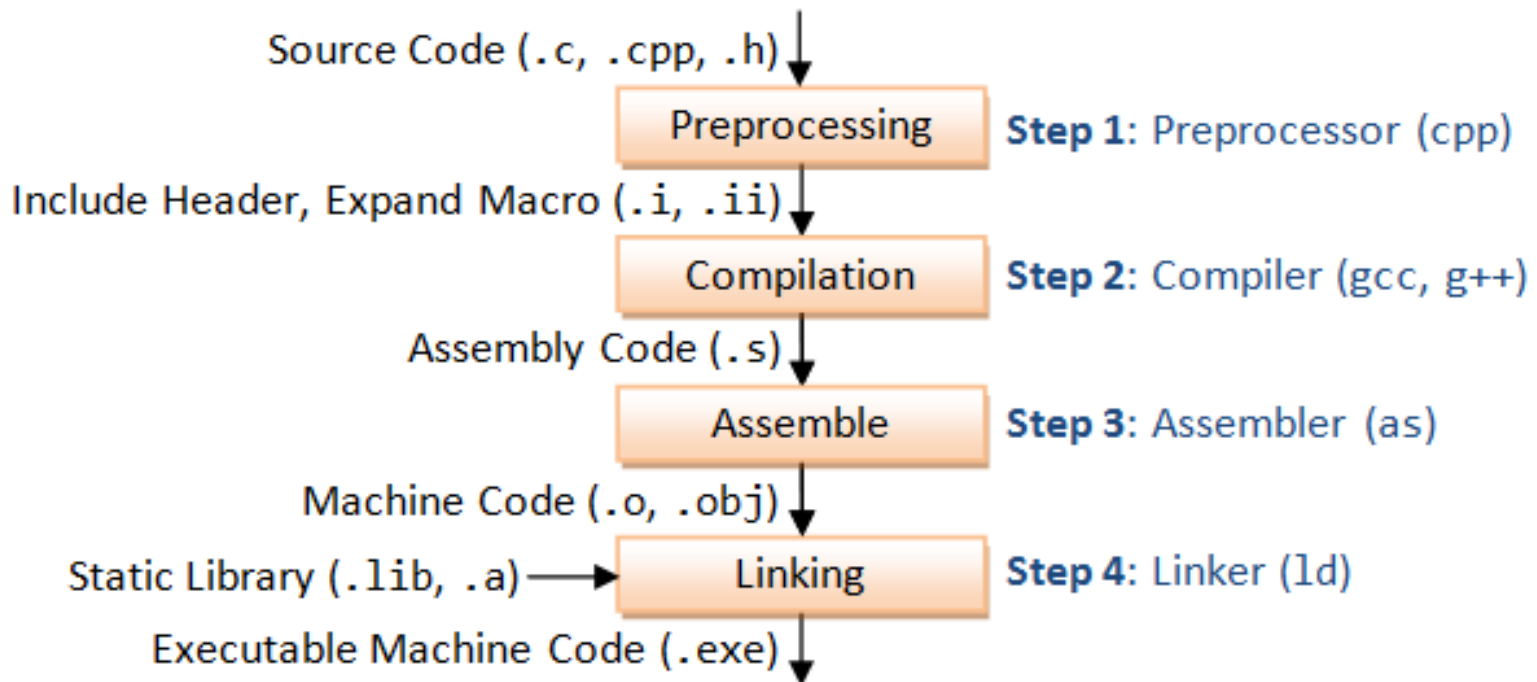 Source Code (.c, .cpp, .h)
Preprocessing
Step 1: Preprocessor (cpp)
Include Header, Expand Macro (.i, .ii)
Compilation
Step 2: Compiler (gcc, g++)
Assembly Code (.s)
Assemble
Step 3: Assembler (as)
Machine Code (.o, .obj)
Static Library (.lib, .a)
Linking
Step 4: Linker (ld)
Executable Machine Code (.exe)